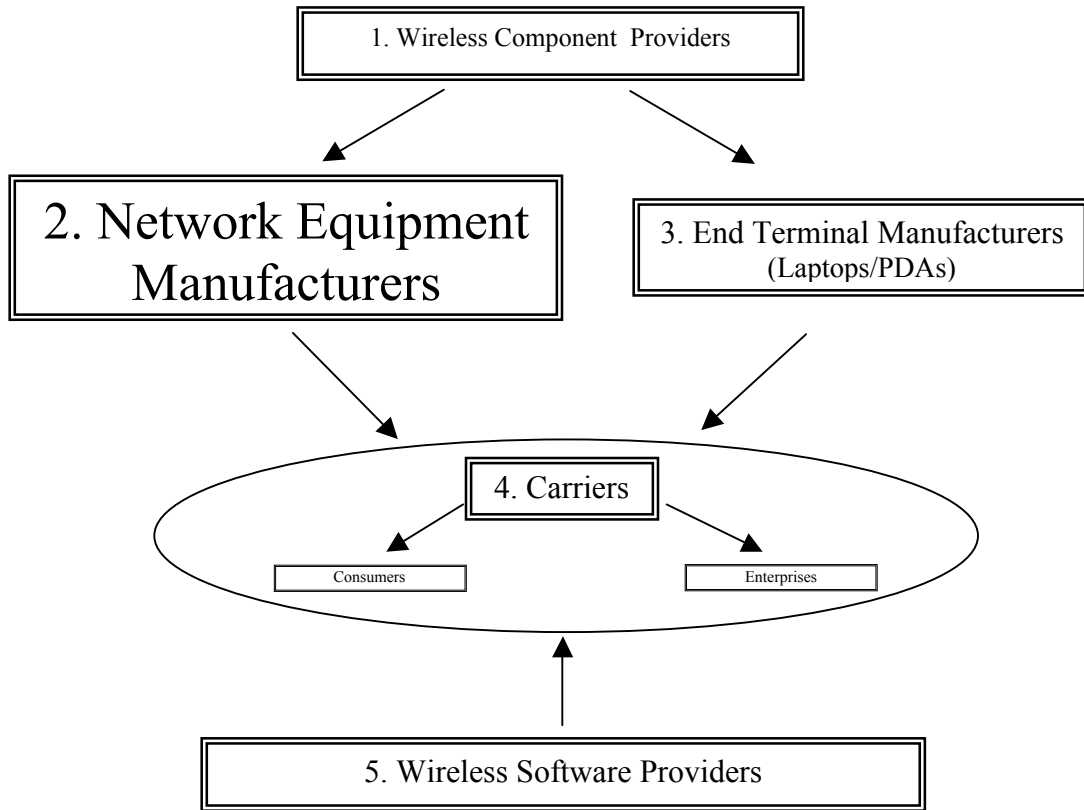 1. Wireless Component Providers
2. Network Equipment
Manufacturers
3. End Terminal Manufacturers
(Laptops/PDAs)
4. Carriers
Consumers
Enterprises
5. Wireless Software Providers